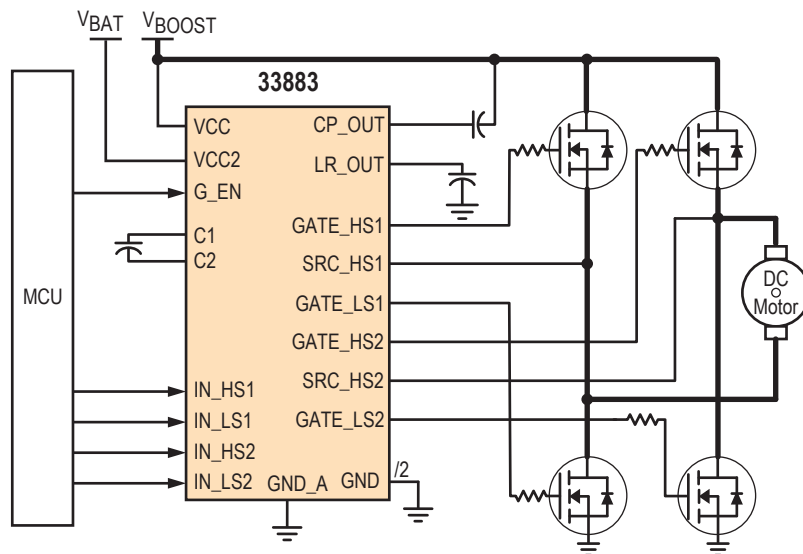 VBAT
VBOOST
33883
MCU
VCC
VCC2
G_EN
C1
C2
IN_HS1
IN_LS1
IN_HS2
IN_LS2
GND_A
CP_OUT
LR_OUT
GATE_HS1
SRC_HS1
GATE_LS1
GATE_HS2
SRC_HS2
GATE_LS2
GND
/2
DC
Motor